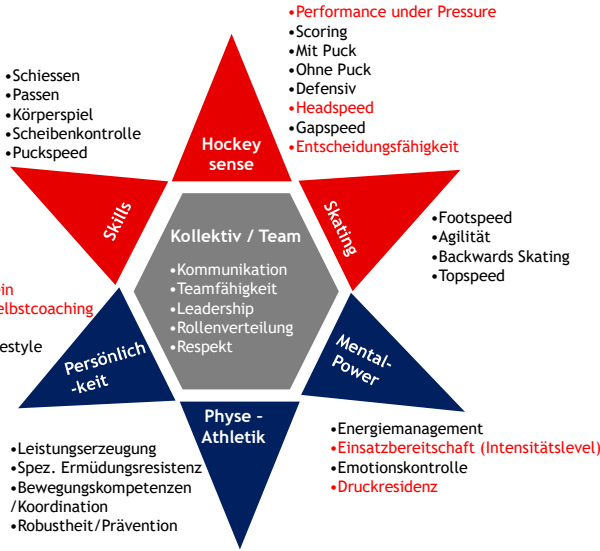 •Performance under Pressure
•Scoring
•Mit Puck
•Ohne Puck
•Defensiv
•Headspeed
•Gapspeed
•Entscheidungsfähigkeit
•Schiessen
•Passen
•Körperspiel
•Scheibenkontrolle
•Puckspeed
Hockey
sense
Skills
Skating
•Footspeed
•Agilität
•Backwards Skating
•Topspeed
Kollektiv / Team
•Kommunikation
•Teamfähigkeit
•Leadership
•Rollenverteilung
•Respekt
ein
elbstcoaching
estyle
Persönlich
-keit
Mental-
Power
Physe –
Athletik
•Leistungserzeugung
•Spez. Ermüdungsresistenz
•Bewegungskompetenzen
/Koordination
•Robustheit/Prävention
•Energiemanagement
•Einsatzbereitschaft (Intensitätslevel)
•Emotionskontrolle
•Druckresidenz